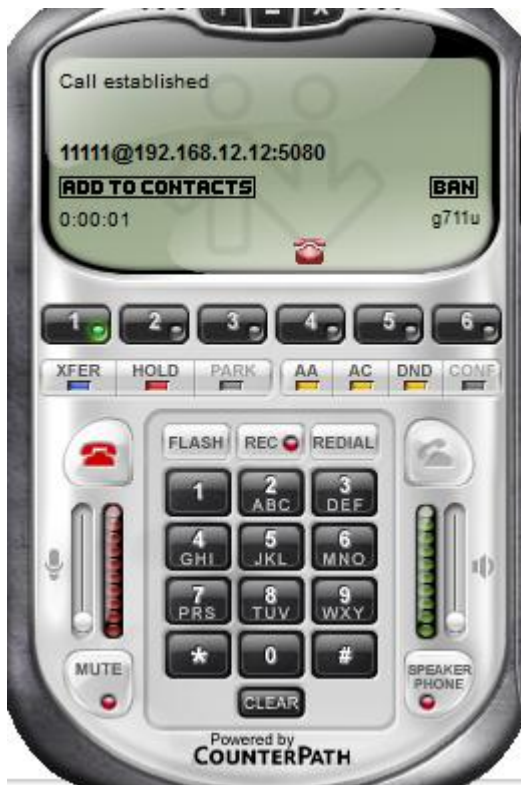 Call established
11111@192.168.12.12:5080
ADD TO CONTACTS BAN
0:00:01 g711u
1 2 3 4 5 6
XFER HOLD PARK AA AC DND CONF
FLASH REC REDIAL
1 2 3
ABC DEF
4 5 6
GHI JKL MNO
7 8 9
PRS TUV WXY
* 0 #
MUTE SPEAKER
PHONE
CLEAR
Powered by
COUNTERPATH